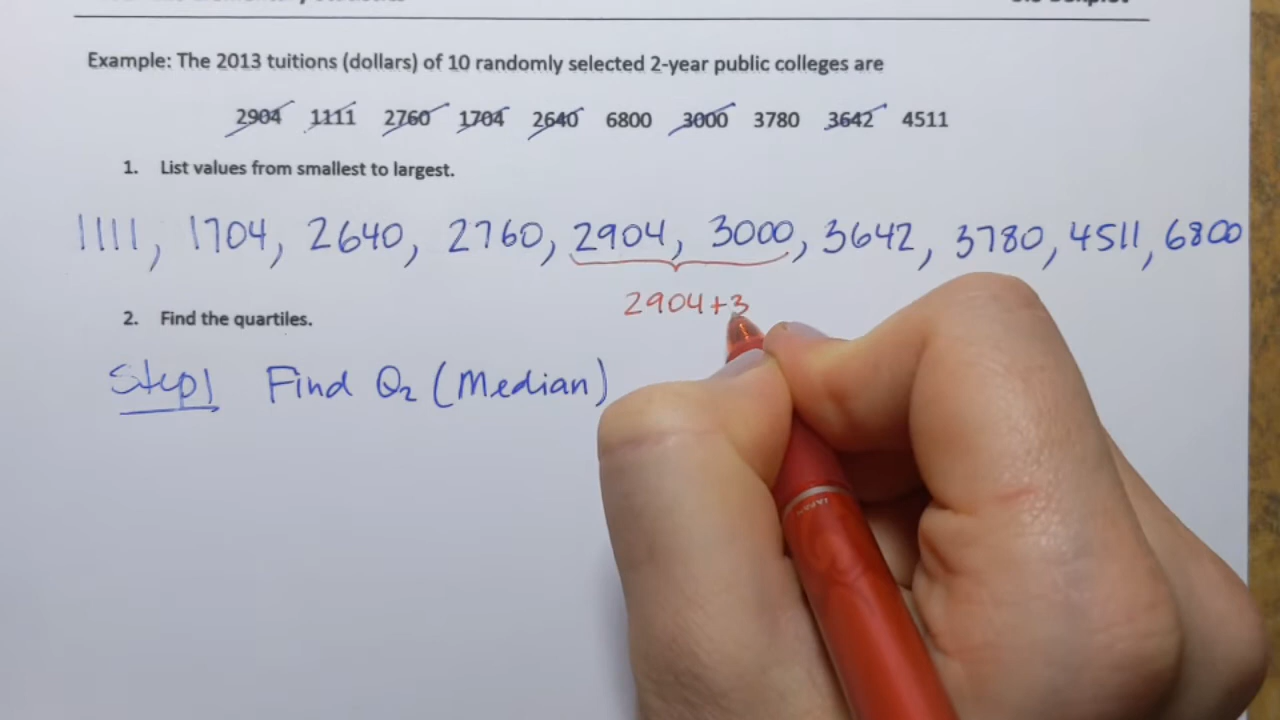 Example: The 2013 tuitions (dollars) of 10 randomly selected 2-year public colleges are
2904 1111 2760 1704 2640 6800 3000 3780 3642 4511
1. List values from smallest to largest.
1111, 1704, 2640, 2760, 2904, 3000, 3642, 3780, 4511, 6800
2904+3
2. Find the quartiles.
Step 1 Find Q2 (Median)